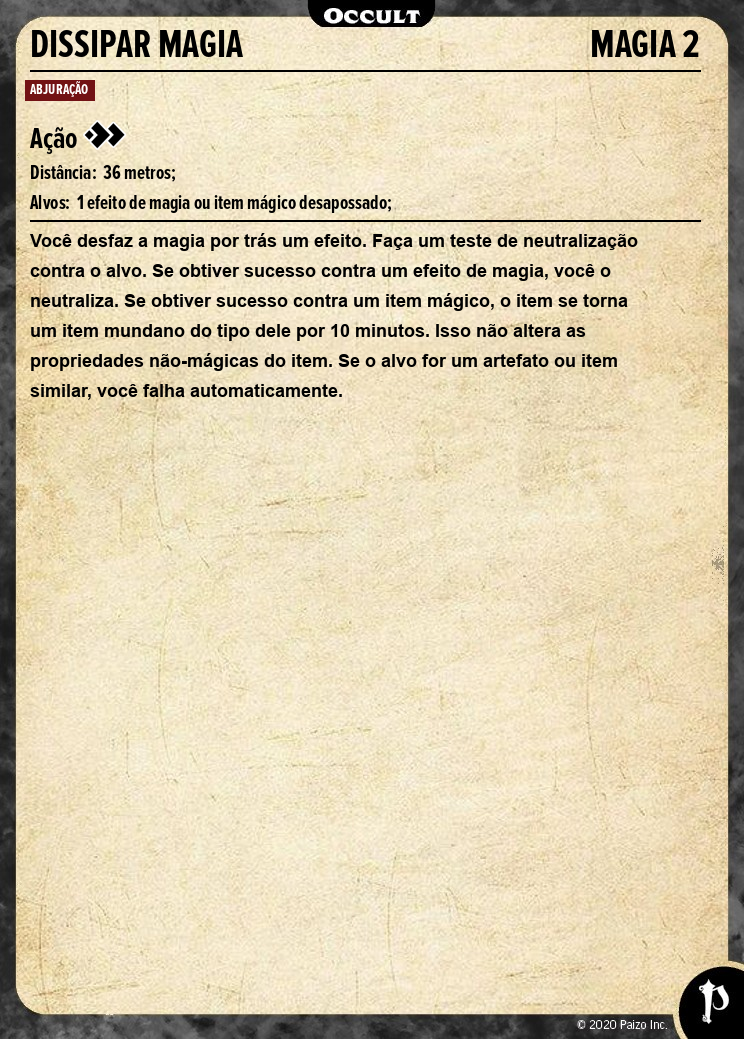 OCCULT
DISSIPAR MAGIA MAGIA 2
ABJURAÇÃO
Ação
Distância: 36 metros;
Alvos: 1 efeito de magia ou item mágico desapossado;
Você desfaz a magia por trás um efeito. Faça um teste de neutralização
contra o alvo. Se obtiver sucesso contra um efeito de magia, você o
neutraliza. Se obtiver sucesso contra um item mágico, o item se torna
um item mundano do tipo dele por 10 minutos. Isso não altera as
propriedades não-mágicas do item. Se o alvo for um artefato ou item
similar, você falha automaticamente.
© 2020 Paizo Inc.
P